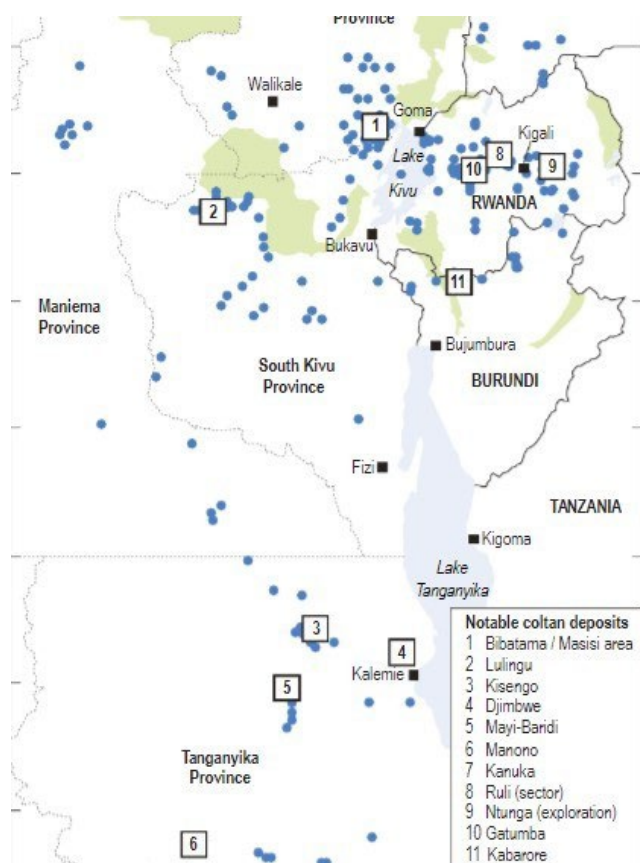 Province
Walikale
1
Goma
Lake
Kivu
8
Kigali
10
9
RWANDA
2
Bukavu
11
Maniema
Province
South Kivu
Province
Bujumbura
BURUNDI
Fizi
TANZANIA
Kigoma
Lake
Tanganyika
3
4
Kalemie
5
Tanganyika
Province
6
Notable coltan deposits
1 Bibatama / Masisi area
2 Lulingu
3 Kisengo
4 Djimbwe
5 Mayi-Baridi
6 Manono
7 Kanuka
8 Ruli (sector)
9 Ntunga (exploration)
10 Gatumba
11 Kabarore